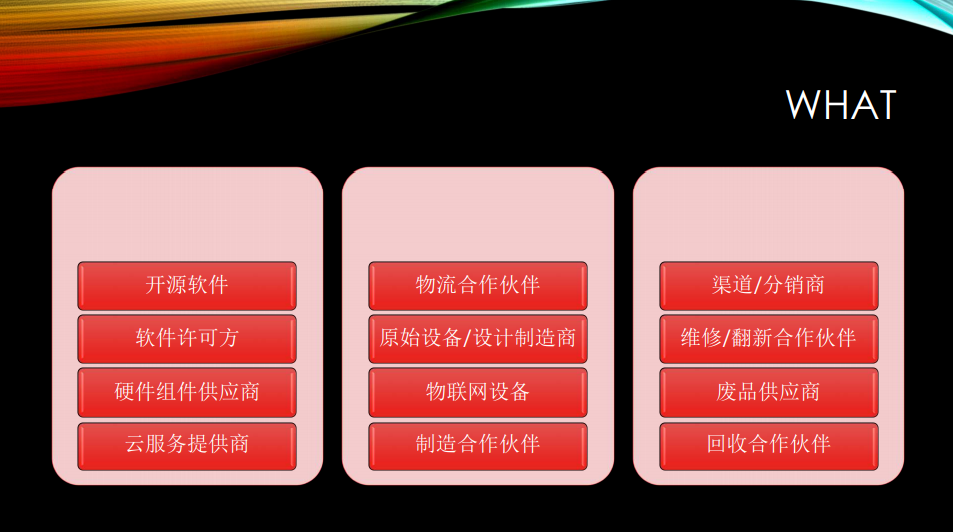 WHAT
开源软件
软件许可方
硬件组件供应商
云服务提供商
物流合作伙伴
原始设备/设计制造商
物联网设备
制造合作伙伴
渠道/分销商
维修/翻新合作伙伴
废品供应商
回收合作伙伴